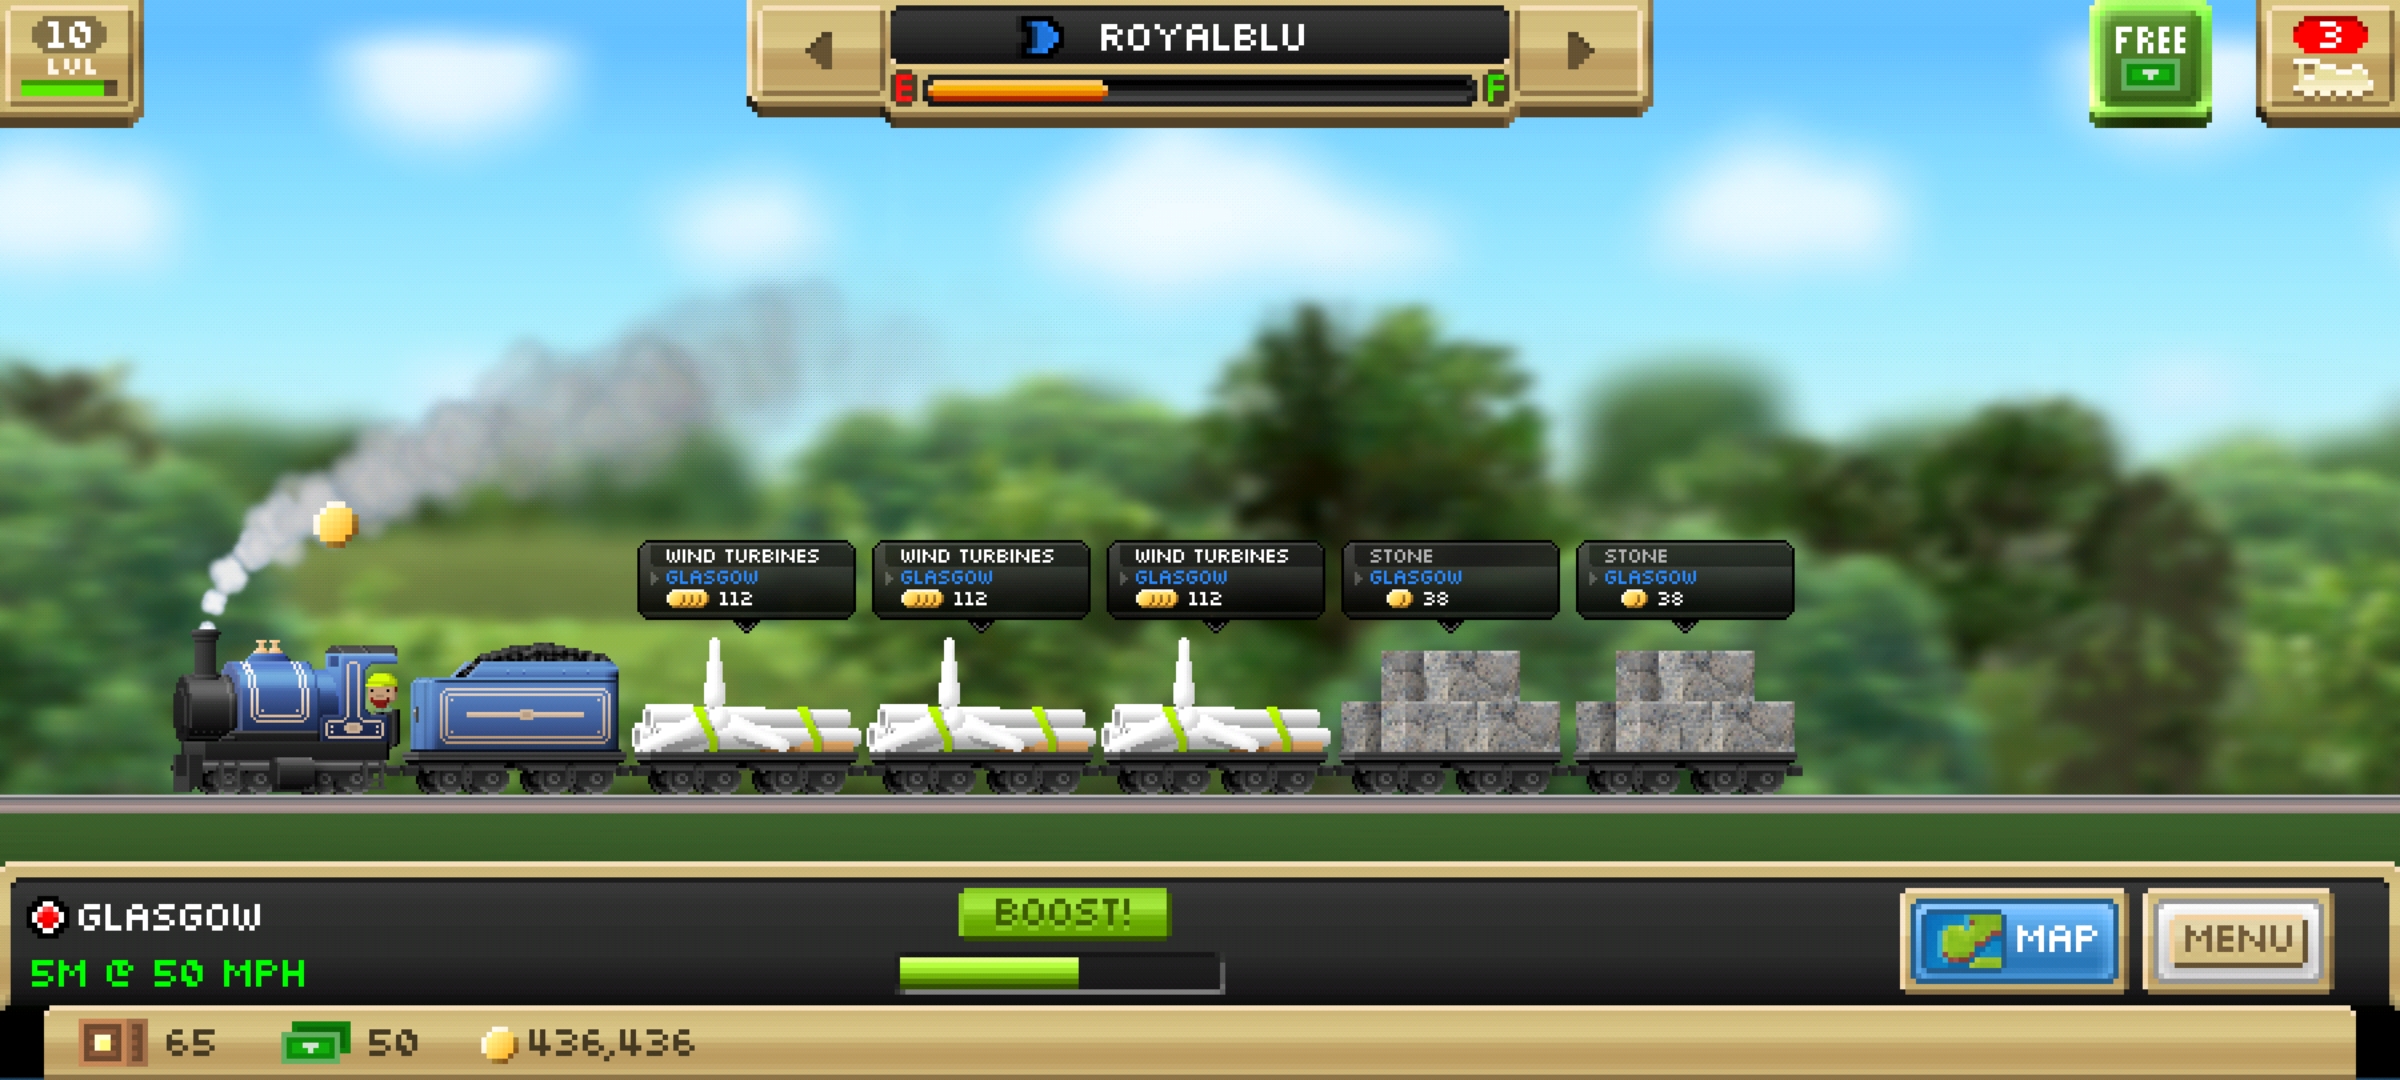 10
LVL
ROYALBLU
E F
FREE
3
WIND TURBINES
GLASGOW
112
WIND TURBINES
GLASGOW
112
WIND TURBINES
GLASGOW
112
STONE
GLASGOW
38
STONE
GLASGOW
38
GLASGOW
5M @ 50 MPH
BOOST!
MAP
MENU
65
50
436,436